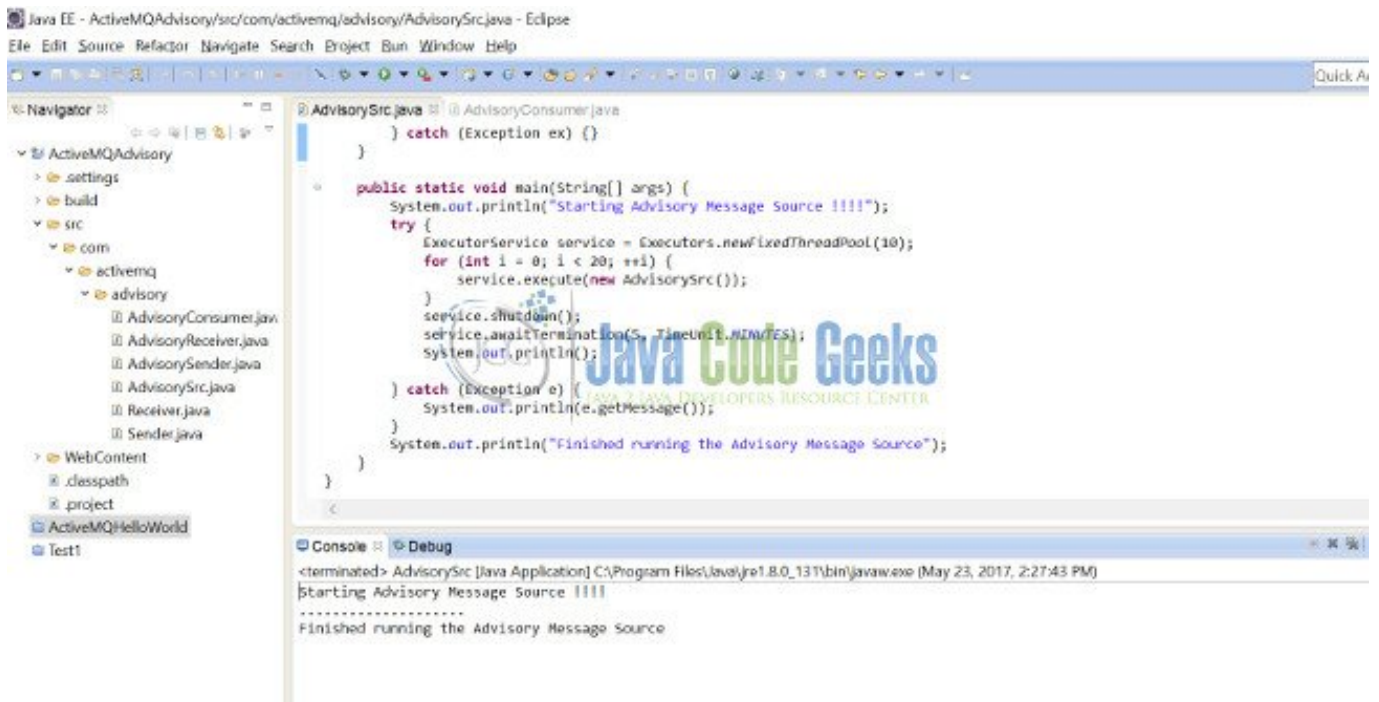 Java EE - ActiveMQAdvisory/src/com/activemq/advisory/AdvisorySrc.java - Eclipse
File Edit Source Refactor Navigate Search Project Run Window Help
Quick A
Navigator
ActiveMQAdvisory
.settings
build
src
com
activemq
advisory
AdvisoryConsumer.jav
AdvisoryReceiver.java
AdvisorySender.java
AdvisorySrc.java
Receiver.java
Sender.java
WebContent
.classpath
.project
ActiveMQHelloWorld
Test1
AdvisorySrc.java AdvisoryConsumer.java
} catch (Exception ex) {}
}
public static void main(String[] args) {
System.out.println("Starting Advisory Message Source !!!!");
try {
ExecutorService service = Executors.newFixedThreadPool(10);
for (int i = 0; i < 20; ++i) {
service.execute(new AdvisorySrc());
}
service.shutdown();
service.awaitTermination(5, TimeUnit.MINUTES);
System.out.println();
} catch (Exception e) {
System.out.println(e.getMessage());
}
System.out.println("Finished running the Advisory Message Source");
}
}
JCG
Java Code Geeks
JAVA 2 JAVA DEVELOPERS RESOURCE CENTER
Console Debug
<terminated> AdvisorySrc [Java Application] C:\Program Files\Java\jre1.8.0_131\bin\javaw.exe (May 23, 2017, 2:27:43 PM)
Starting Advisory Message Source !!!!
....................
Finished running the Advisory Message Source